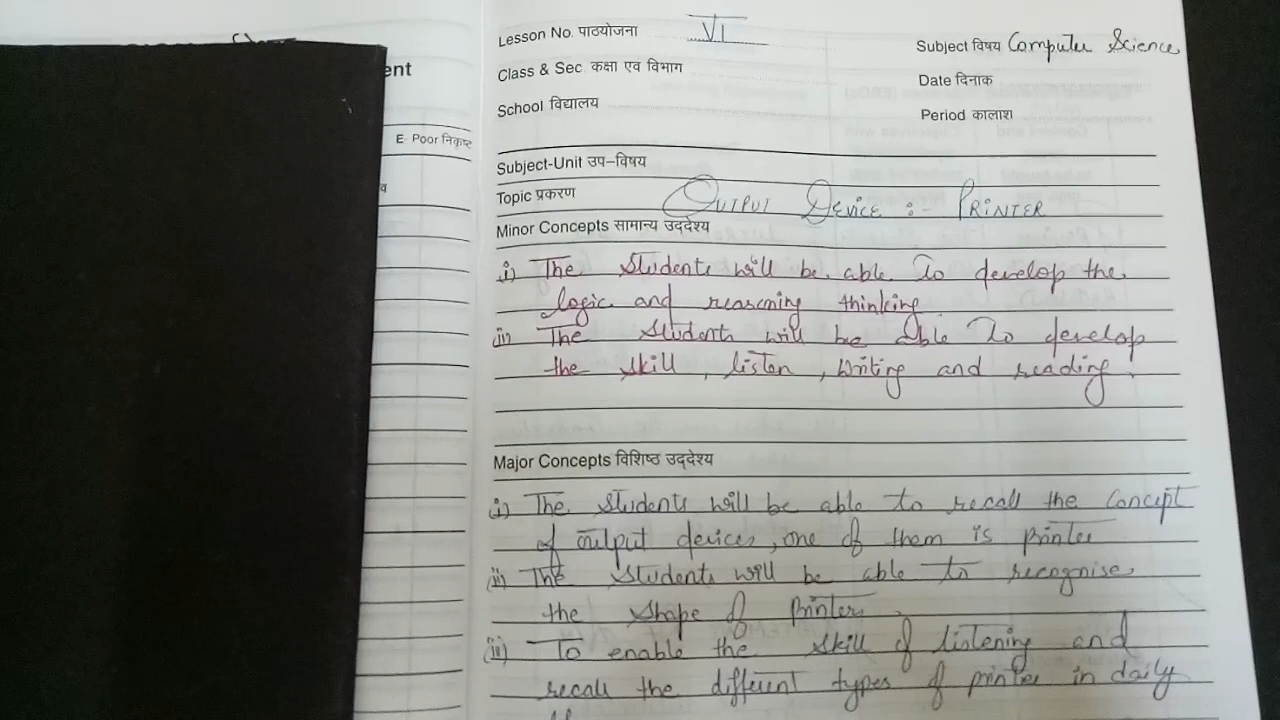 ent
E. Poor निकृष्ट
व
Lesson No. पाठयोजना VI
Subject विषय Computer Science
Class & Sec. कक्षा एव विभाग
Date दिनाक
School विद्यालय
Period कालाश
Subject-Unit उप–विषय
Topic प्रकरण OUTPUT DEVICE :- PRINTER
Minor Concepts सामान्य उद्देश्य
i) The Students will be able To develop the
logic and reasoning thinking
ii) The Students will be able To develop
the skill, listen, writing and reading.
Major Concepts विशिष्ठ उद्देश्य
i) The Students will be able to recall the Concept
of output devices, one of them is printer
ii) The Students will be able to recognise
the shape of Printer.
iii) To enable the skill of listening and
recall the different types of printer in daily